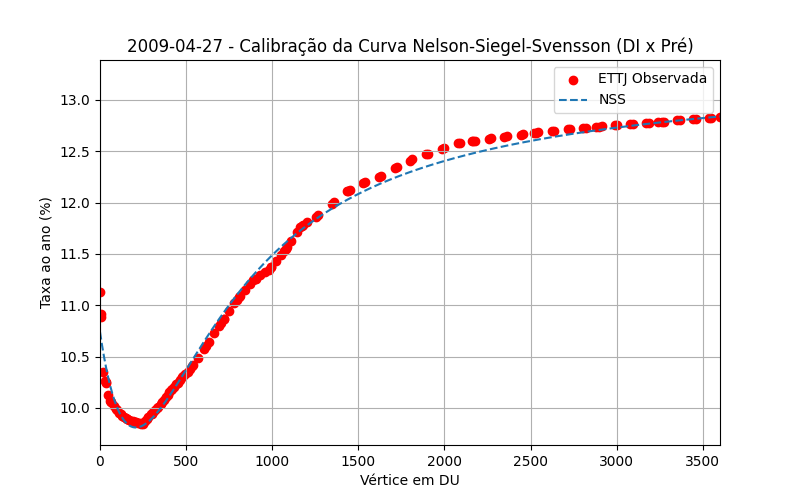 2009-04-27 - Calibração da Curva Nelson-Siegel-Svensson (DI x Pré)
ETTJ Observada
NSS
Taxa ao ano (%)
13.0
12.5
12.0
11.5
11.0
10.5
10.0
0 500 1000 1500 2000 2500 3000 3500
Vértice em DU